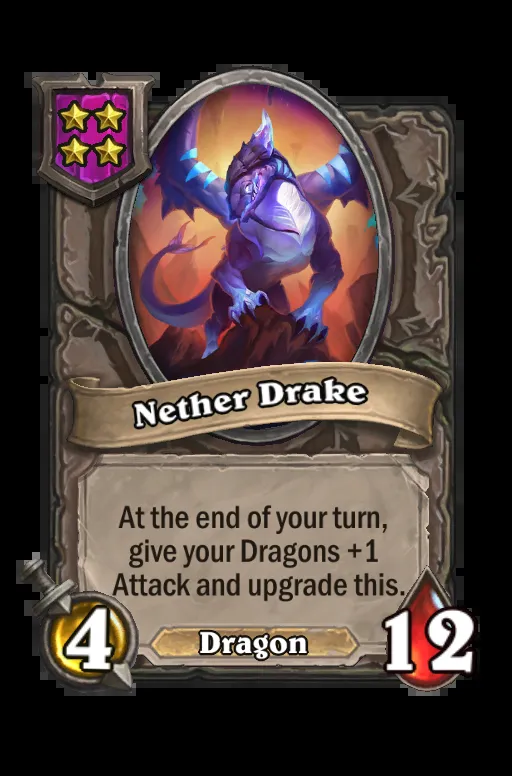 Nether Drake
At the end of your turn,
give your Dragons +1
Attack and upgrade this.
4
Dragon
12